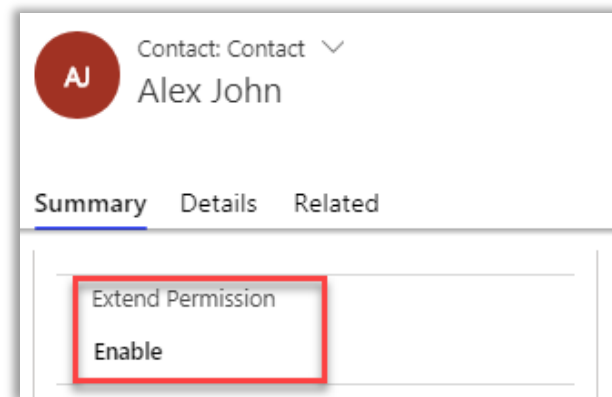 AJ
Contact: Contact
Alex John
Summary Details Related
Extend Permission
Enable